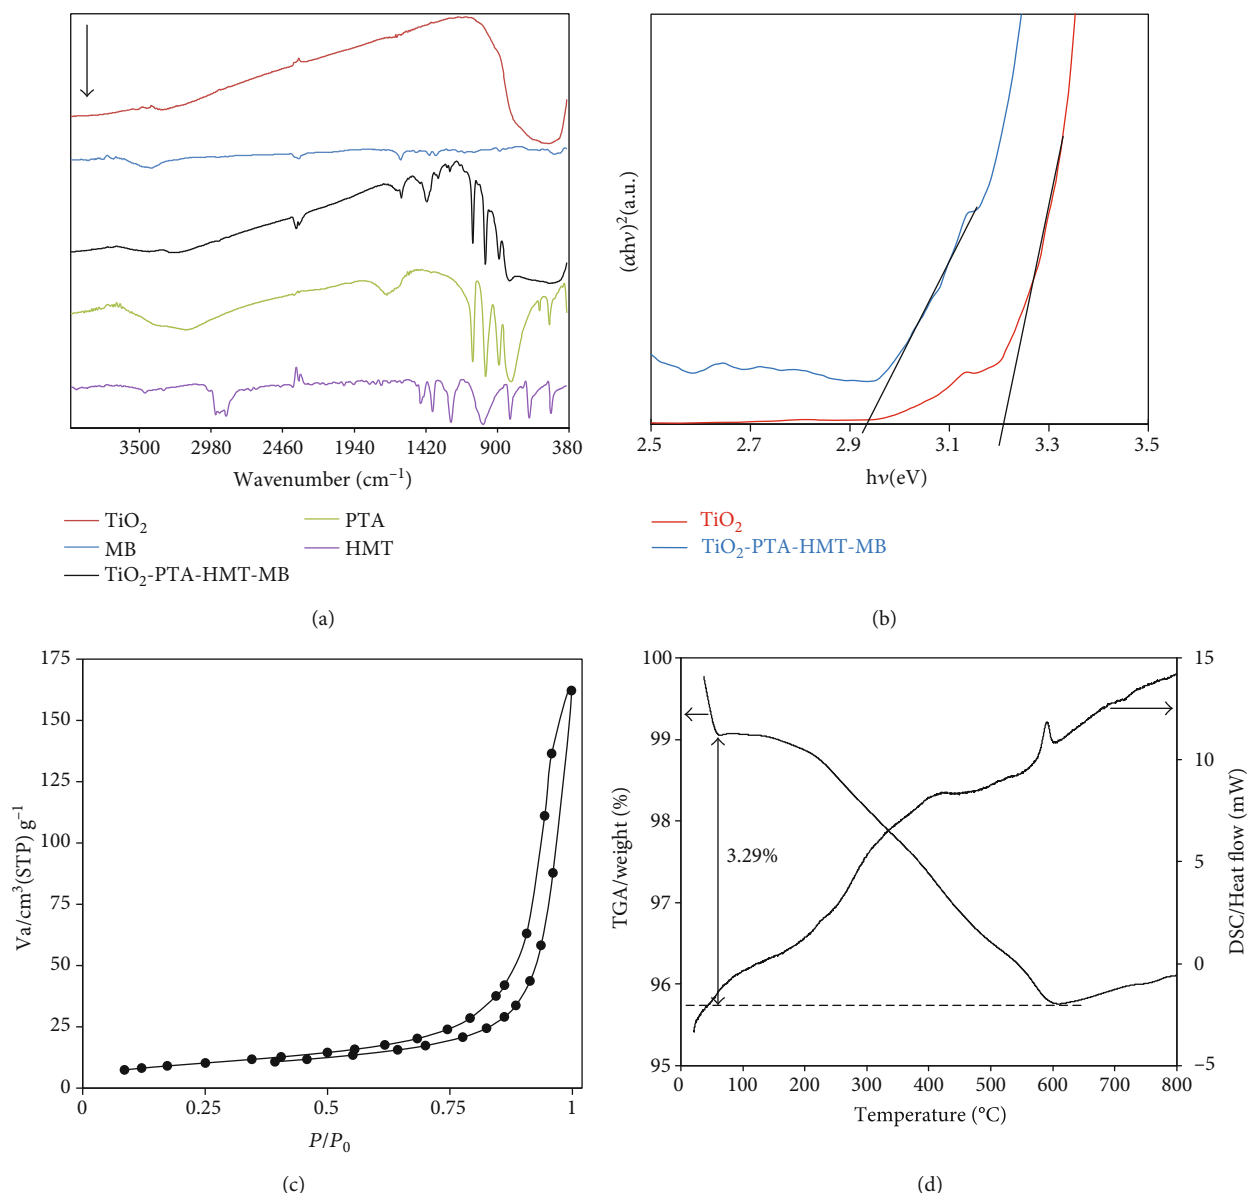 3500 2980 2460 1940 1420 900 380
Wavenumber (cm⁻¹)
TiO₂
MB
TiO₂-PTA-HMT-MB
PTA
HMT
(a)
(αhν)²(a.u.)
2.5 2.7 2.9 3.1 3.3 3.5
hν(eV)
TiO₂
TiO₂-PTA-HMT-MB
(b)
Va/cm³(STP) g⁻¹
175
150
125
100
75
50
25
0
0 0.25 0.5 0.75 1
P/P₀
(c)
TGA/weight (%)
100
99
98
97
96
95
3.29%
15
10
5
0
−5
DSC/Heat flow (mW)
0 100 200 300 400 500 600 700 800
Temperature (°C)
(d)